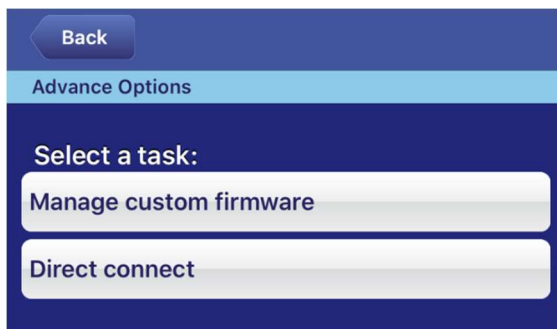 Back
Advance Options
Select a task:
Manage custom firmware
Direct connect